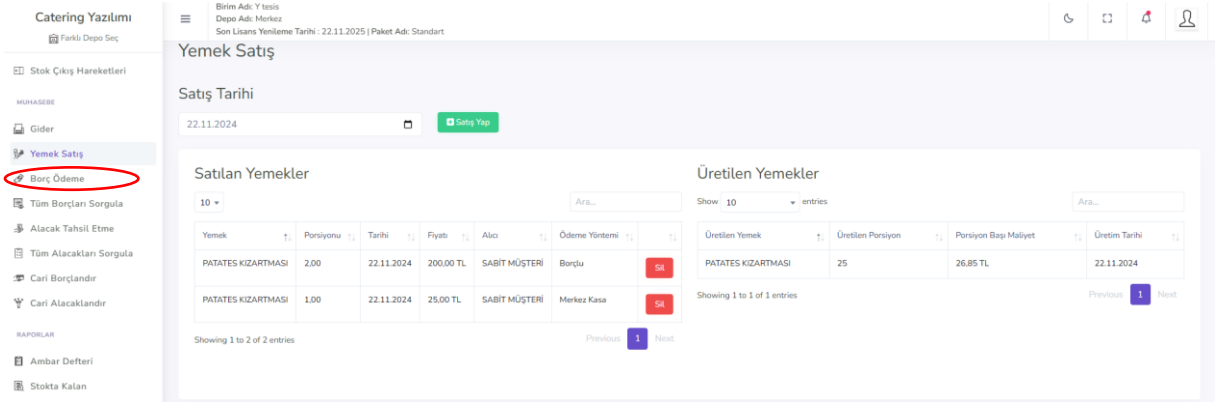 Catering Yazılımı
Farklı Depo Seç
Stok Çıkış Hareketleri
MUHASEBE
Gider
Yemek Satış
Borç Ödeme
Tüm Borçları Sorgula
Alacak Tahsil Etme
Tüm Alacakları Sorgula
Cari Borçlandır
Cari Alacaklandır
RAPORLAR
Ambar Defteri
Stokta Kalan
Birim Adı: Y tesis
Depo Adı: Merkez
Son Lisans Yenileme Tarihi : 22.11.2025 | Paket Adı: Standart
Yemek Satış
Satış Tarihi
22.11.2024 Satış Yap
Satılan Yemekler
10 Ara...
Yemek Porsiyonu Tarihi Fiyatı Alıcı Ödeme Yöntemi
PATATES KIZARTMASI 2,00 22.11.2024 200,00 TL SABİT MÜŞTERİ Borçlu Sil
PATATES KIZARTMASI 1,00 22.11.2024 25,00 TL SABİT MÜŞTERİ Merkez Kasa Sil
Showing 1 to 2 of 2 entries Previous 1 Next
Üretilen Yemekler
Show 10 entries Ara...
Üretilen Yemek Üretilen Porsiyon Porsiyon Başı Maliyet Üretim Tarihi
PATATES KIZARTMASI 25 26,85 TL 22.11.2024
Showing 1 to 1 of 1 entries Previous 1 Next